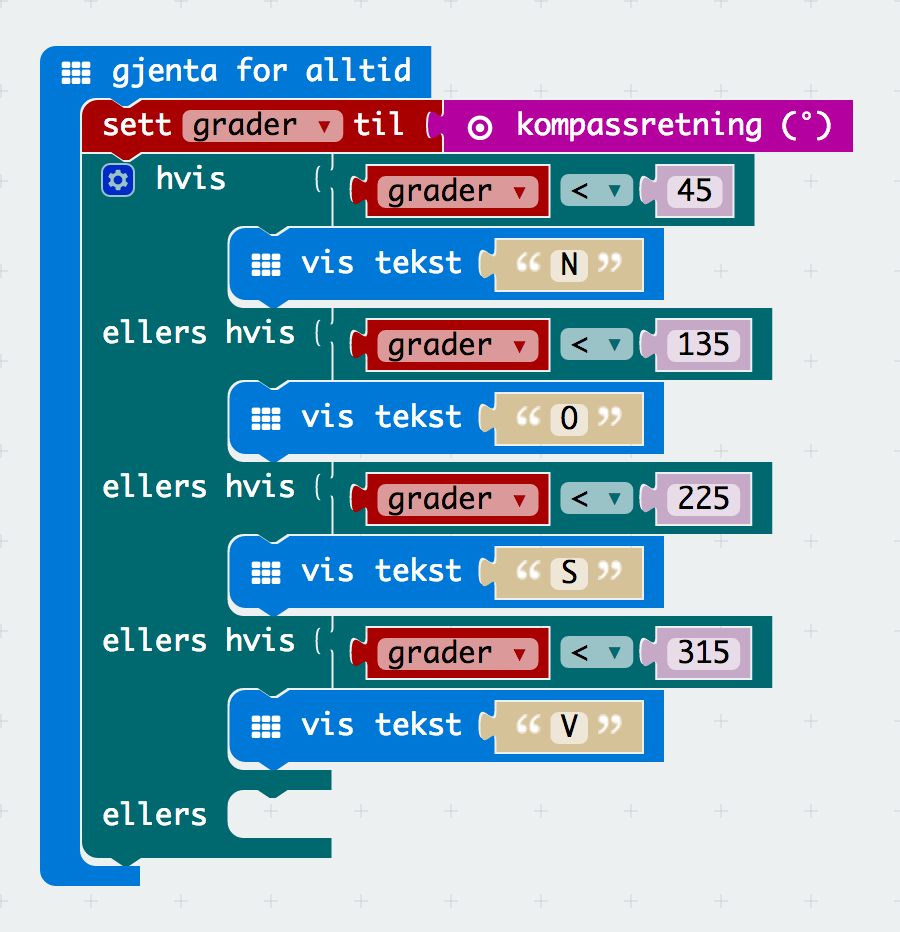 gjenta for alltid
sett grader ▾ til kompassretning (°)
hvis grader ▾ < ▾ 45
vis tekst “ N ”
ellers hvis grader ▾ < ▾ 135
vis tekst “ O ”
ellers hvis grader ▾ < ▾ 225
vis tekst “ S ”
ellers hvis grader ▾ < ▾ 315
vis tekst “ V ”
ellers